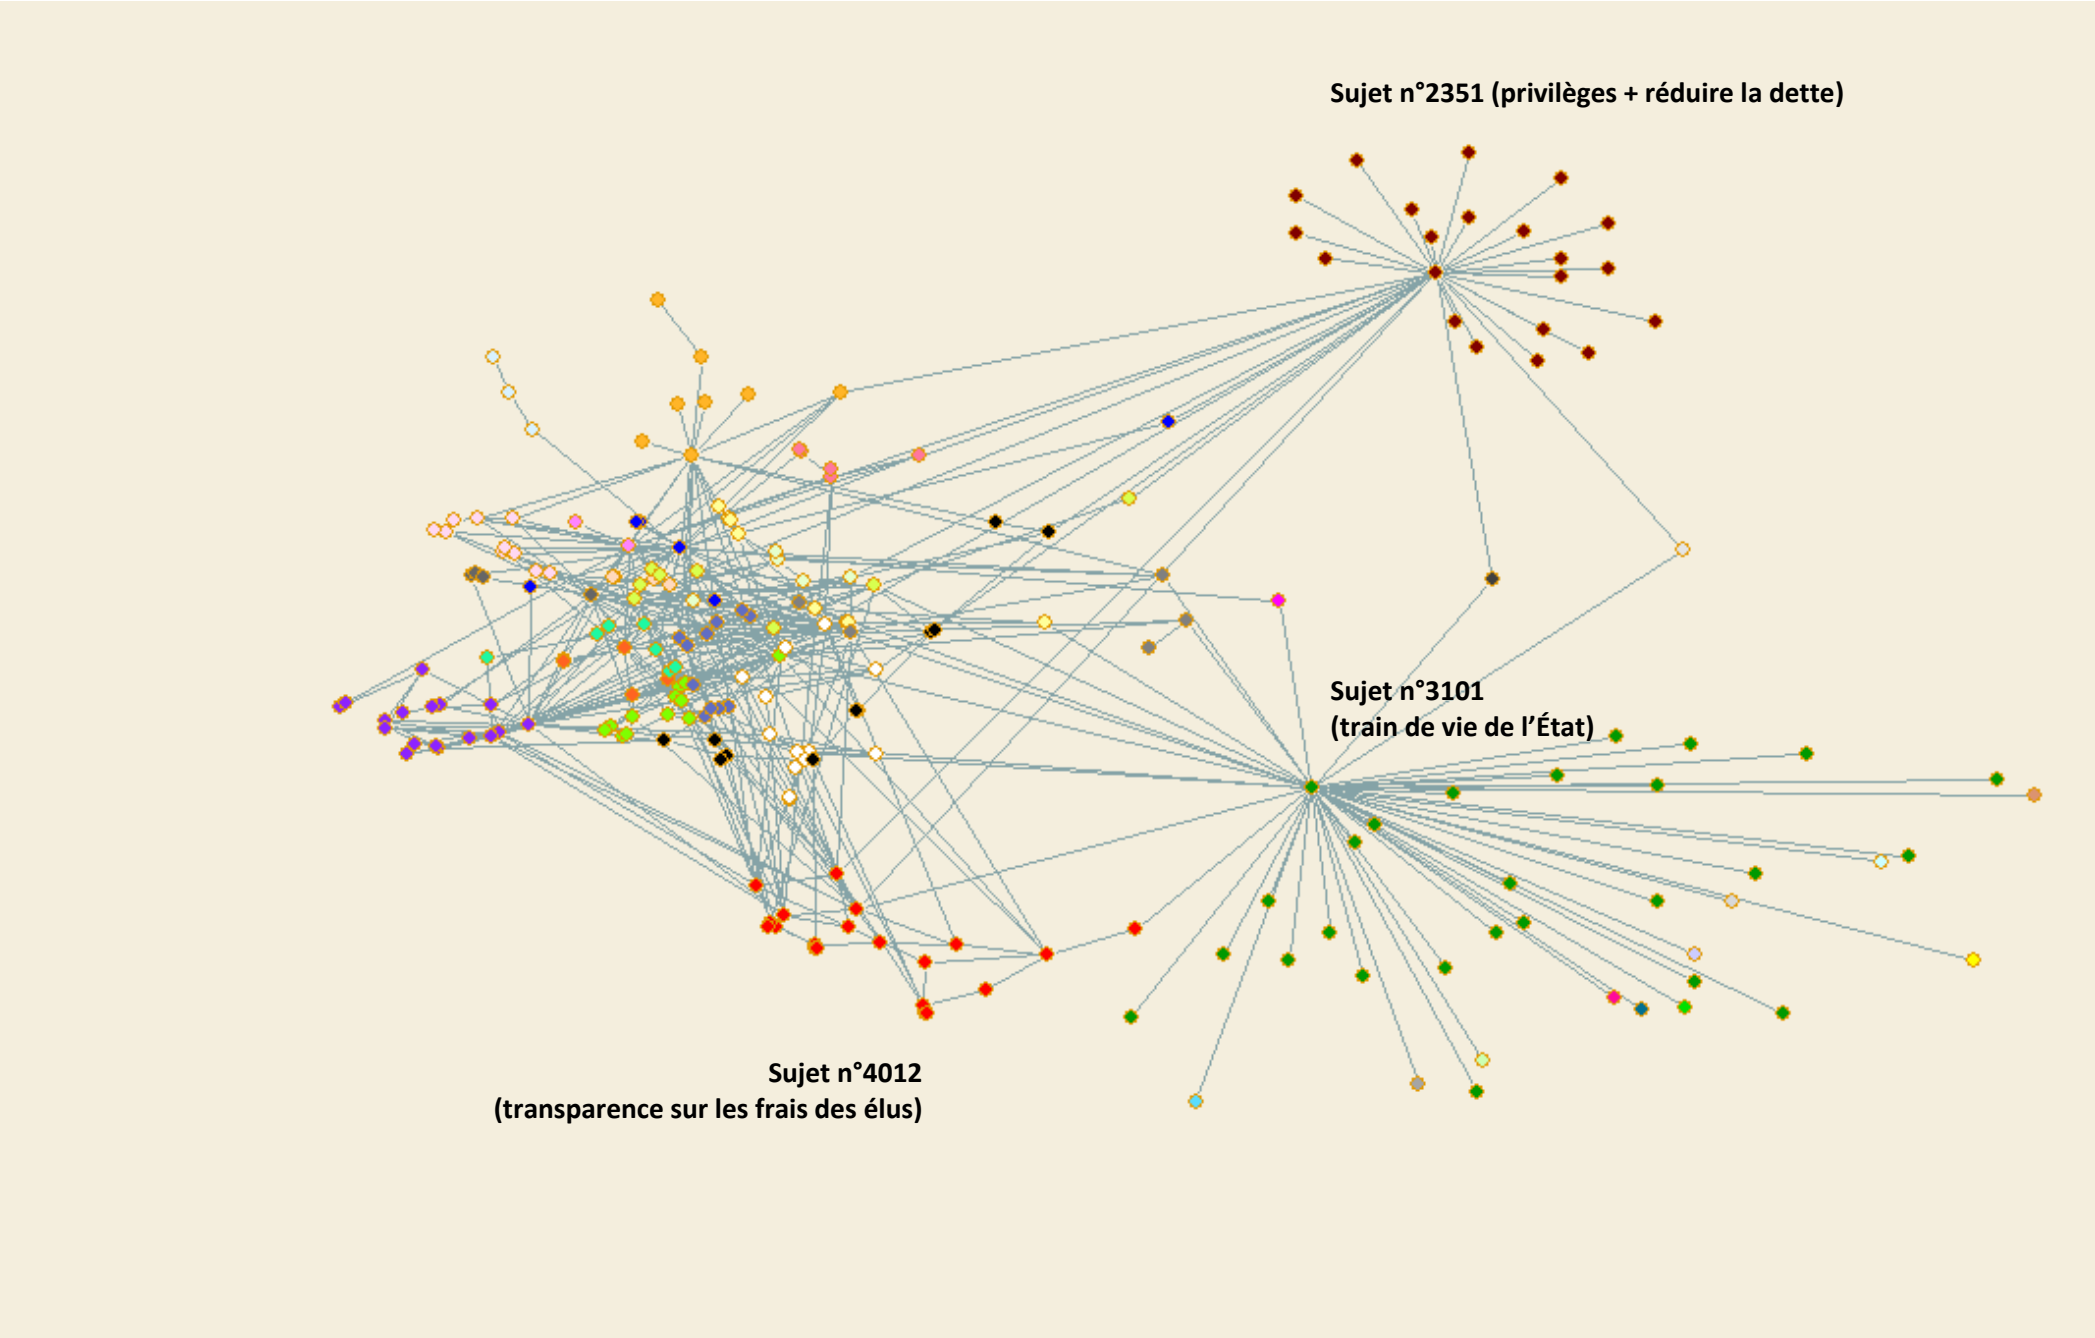 Sujet n°2351 (privilèges + réduire la dette)
Sujet n°3101
(train de vie de l’État)
Sujet n°4012
(transparence sur les frais des élus)